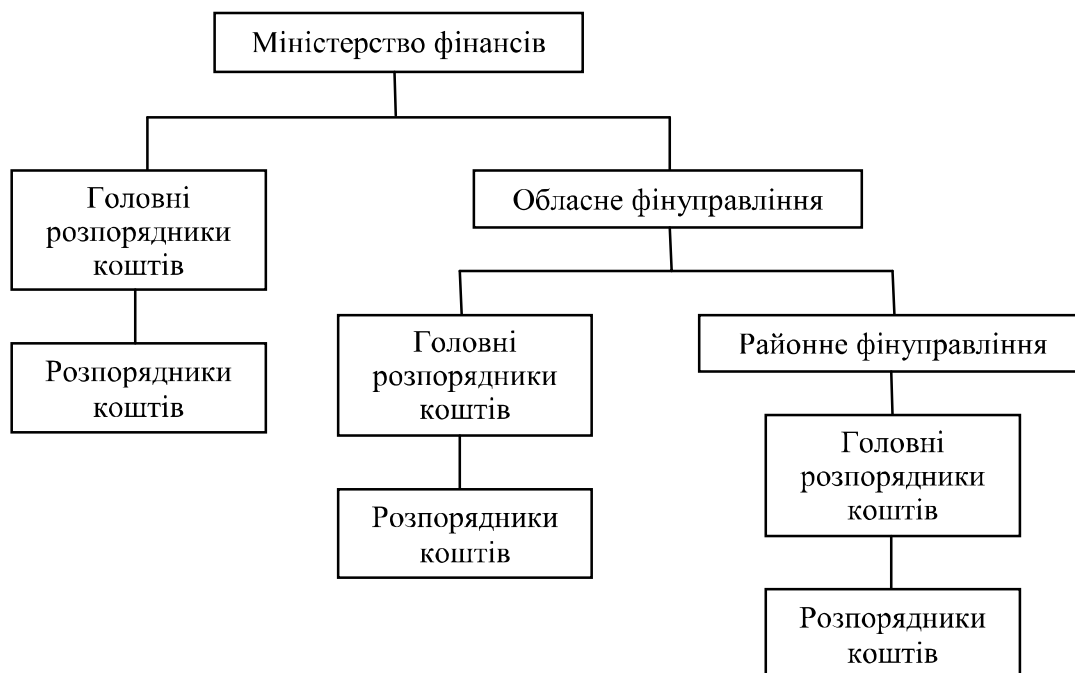 Міністерство фінансів
Головні
розпорядники
коштів
Обласне фінуправління
Розпорядники
коштів
Головні
розпорядники
коштів
Районне фінуправління
Розпорядники
коштів
Головні
розпорядники
коштів
Розпорядники
коштів